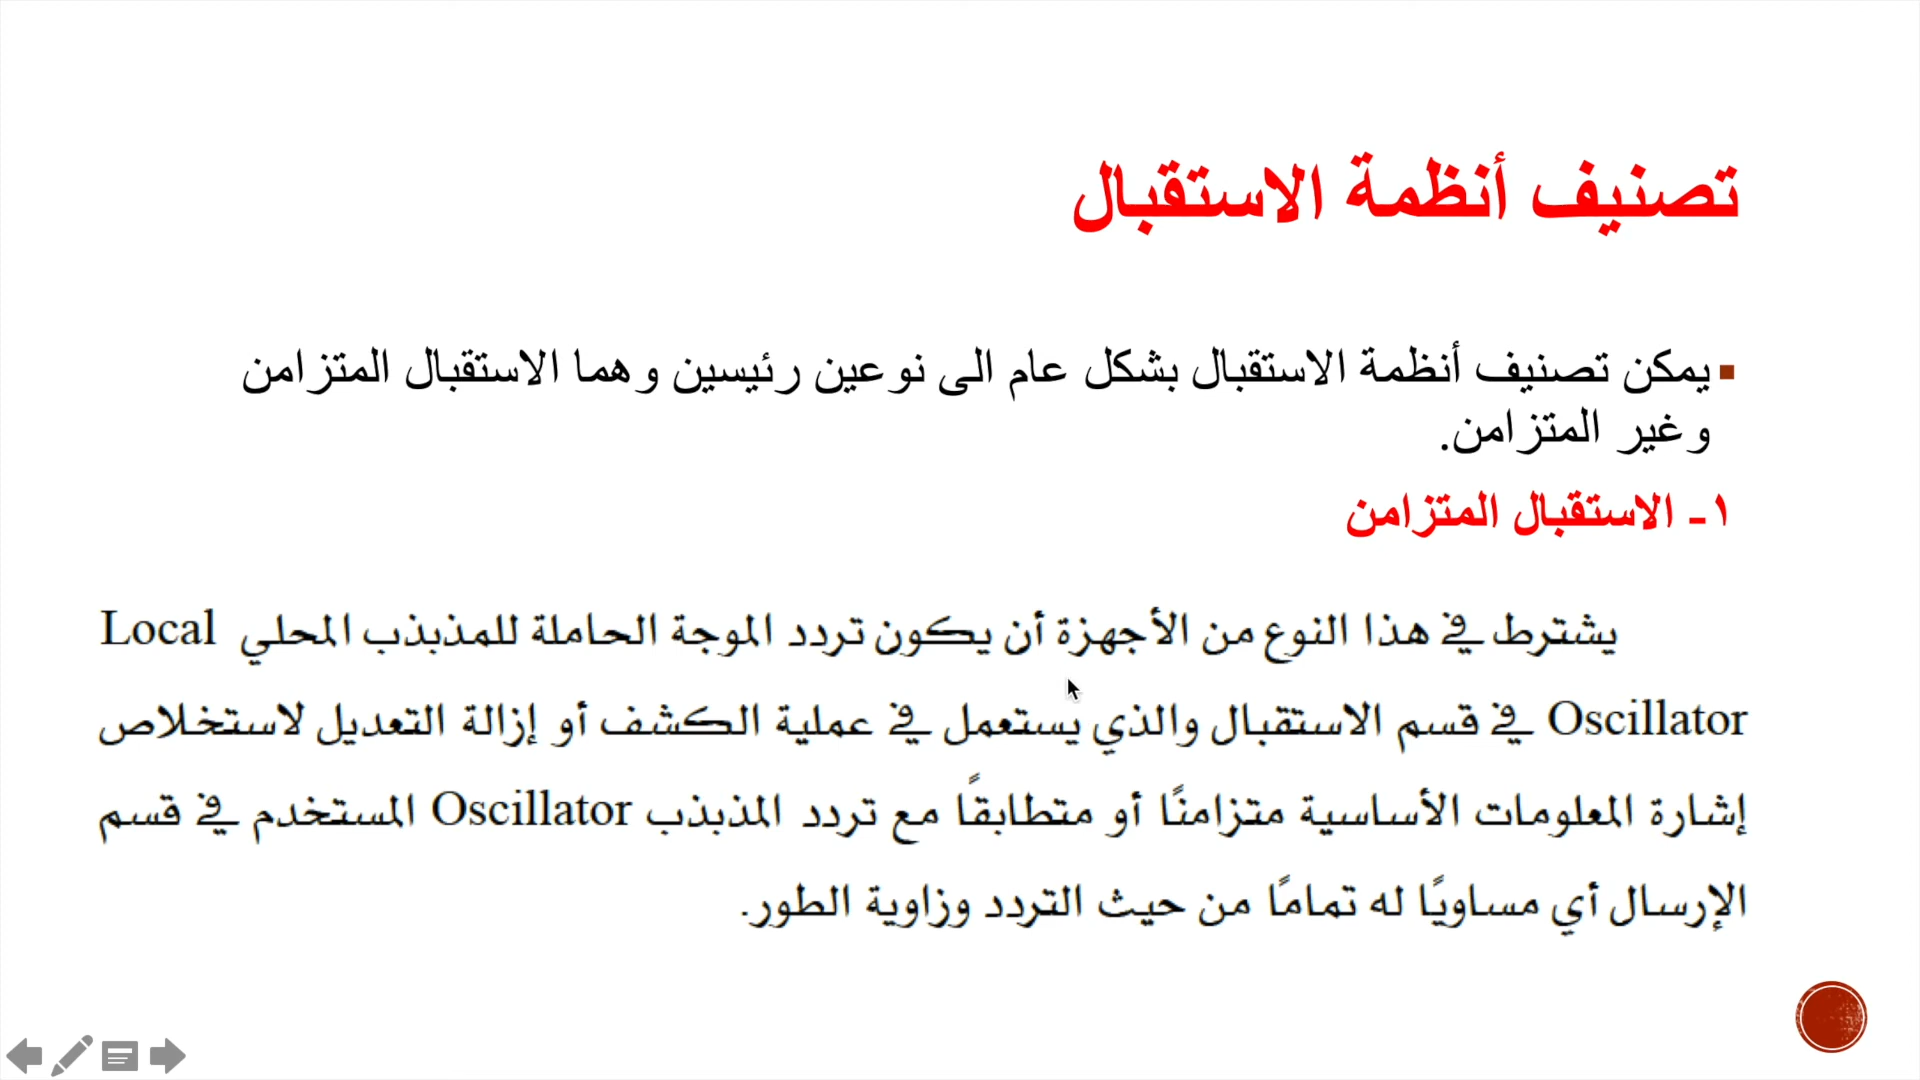 تصنيف أنظمة الاستقبال
▪ يمكن تصنيف أنظمة الاستقبال بشكل عام الى نوعين رئيسين وهما الاستقبال المتزامن
وغير المتزامن.
١- الاستقبال المتزامن
يشترط في هذا النوع من الأجهزة أن يكون تردد الموجة الحاملة للمذبذب المحلي Local
Oscillator في قسم الاستقبال والذي يستعمل في عملية الكشف أو إزالة التعديل لاستخلاص
إشارة المعلومات الأساسية متزامنًا أو متطابقًا مع تردد المذبذب Oscillator المستخدم في قسم
الإرسال أي مساويًا له تمامًا من حيث التردد وزاوية الطور.